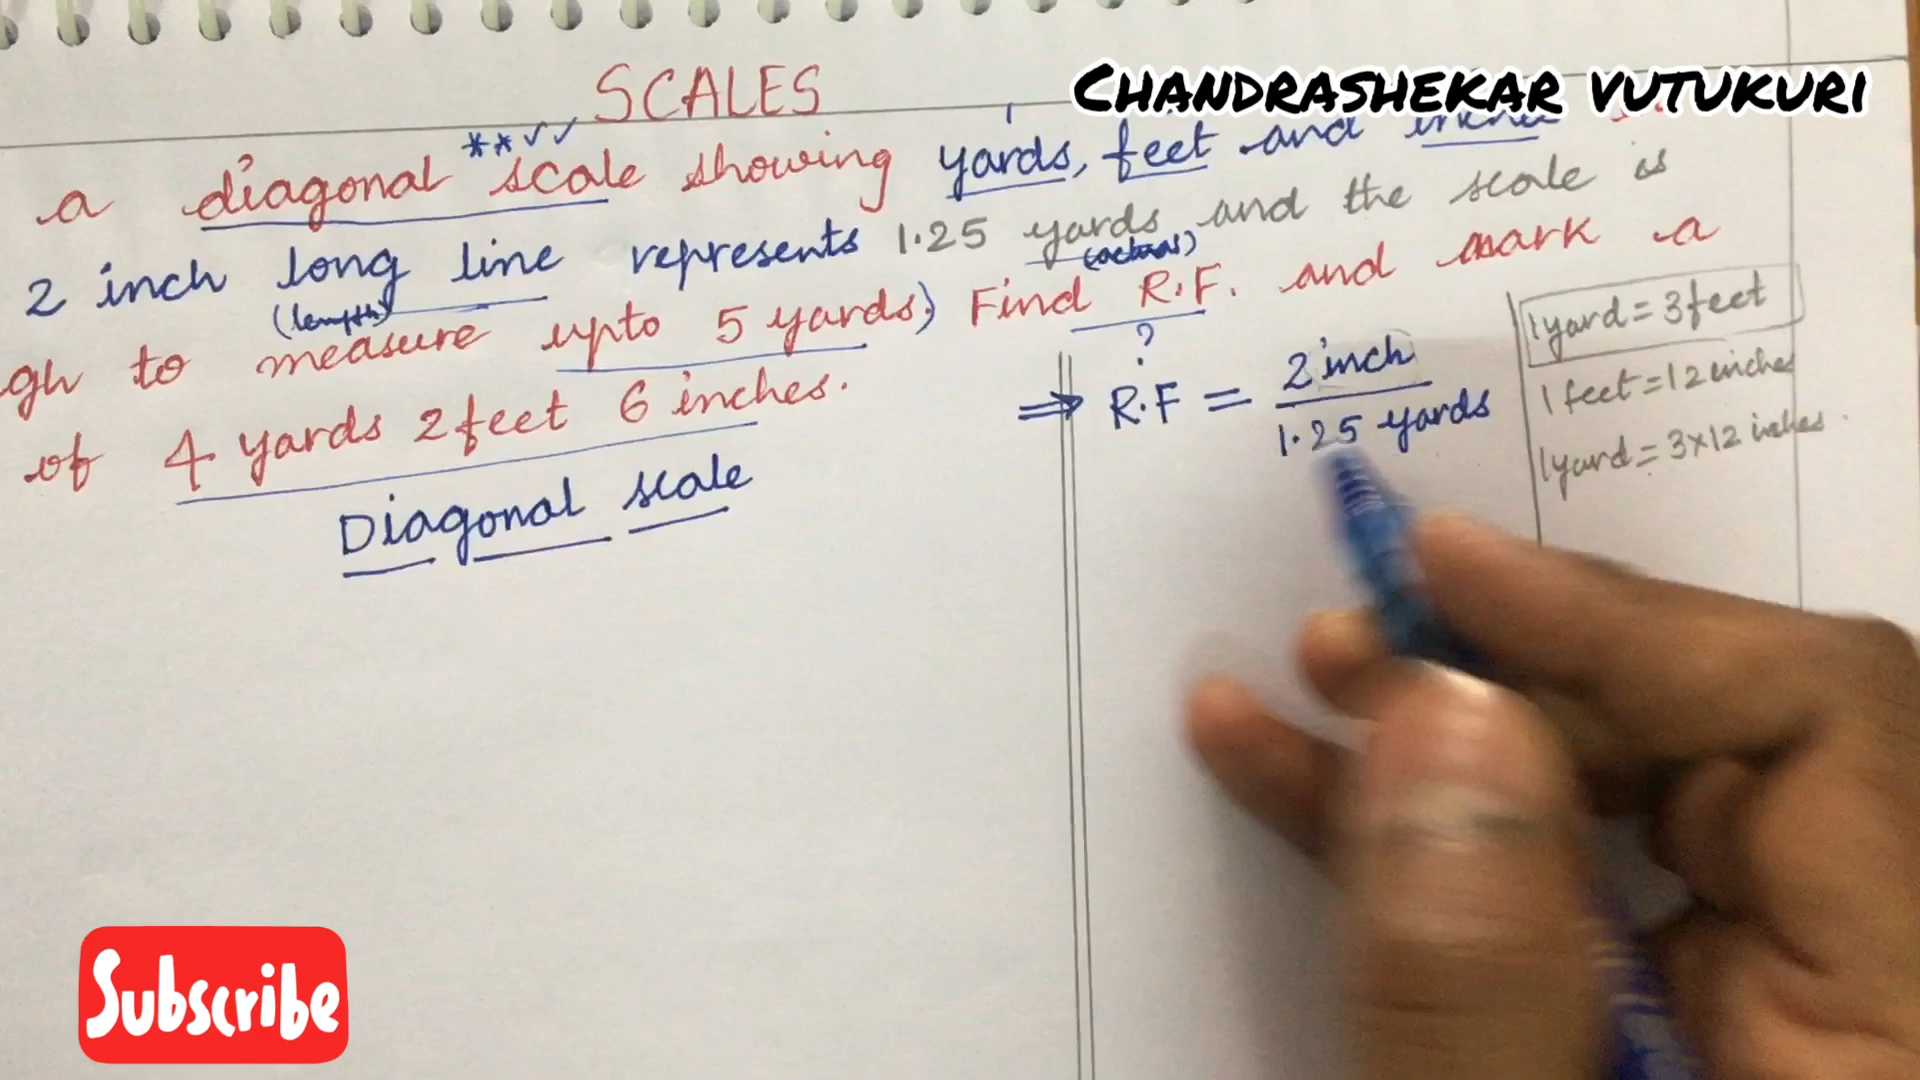 SCALES
CHANDRASHEKAR VUTUKURI
**✓✓
a diagonal scale showing yards, feet and
2 inch long line represents 1.25 yards and the scale is
(length)
(actual)
gh to measure upto 5 yards.) Find R.F. and mark a
?
of 4 yards 2 feet 6 inches.
Diagonal scale
⇒ R.F = 2 inch
1.25 yards
1 yard = 3 feet
1 feet = 12 inches
1 yard = 3x12 inches.
Subscribe